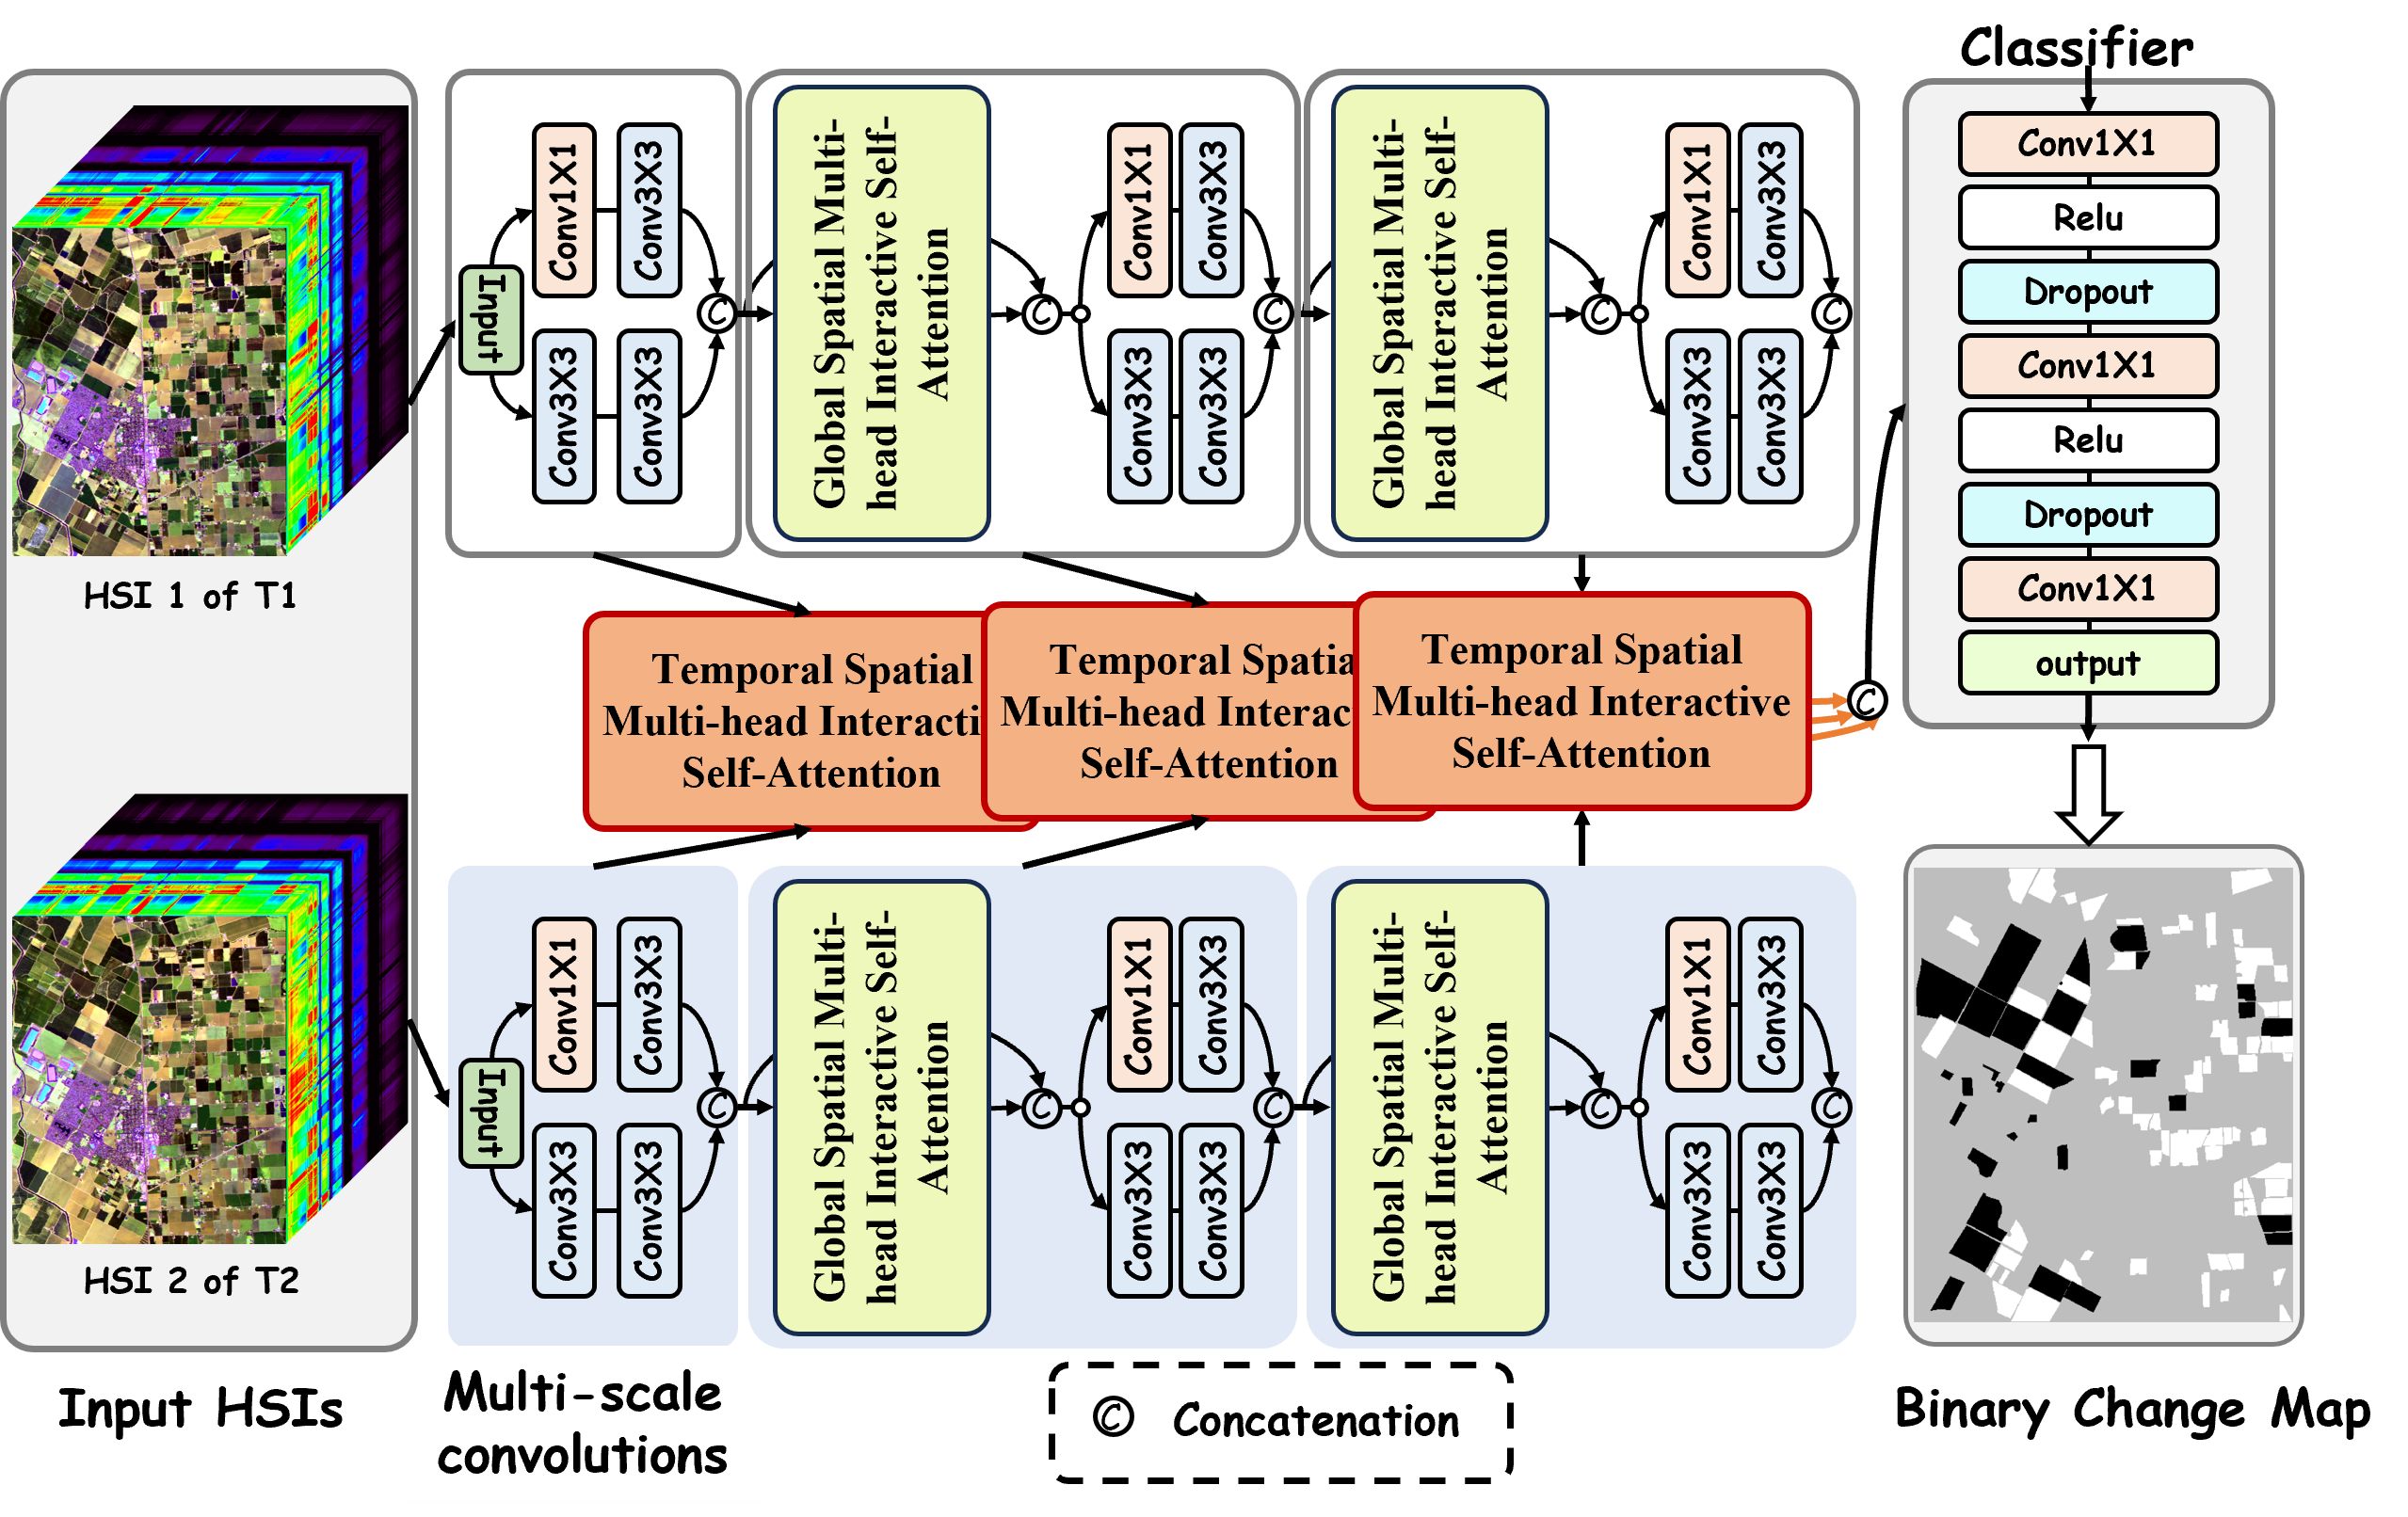 Classifier
Input
Conv1X1
Conv3X3
Conv3X3
Conv3X3
C
Global Spatial Multi-
head Interactive Self-
Attention
C
Conv1X1
Conv3X3
Conv3X3
Conv3X3
C
Global Spatial Multi-
head Interactive Self-
Attention
C
Conv1X1
Conv3X3
Conv3X3
Conv3X3
C
HSI 1 of T1
Temporal Spatial
Multi-head Interacti
Self-Attention
Temporal Spatia
Multi-head Interac
Self-Attention
Temporal Spatial
Multi-head Interactive
Self-Attention
C
Conv1X1
Relu
Dropout
Conv1X1
Relu
Dropout
Conv1X1
output
Input
Conv1X1
Conv3X3
Conv3X3
Conv3X3
C
Global Spatial Multi-
head Interactive Self-
Attention
C
Conv1X1
Conv3X3
Conv3X3
Conv3X3
C
Global Spatial Multi-
head Interactive Self-
Attention
C
Conv1X1
Conv3X3
Conv3X3
Conv3X3
C
HSI 2 of T2
Input HSIs
Multi-scale
convolutions
C Concatenation
Binary Change Map